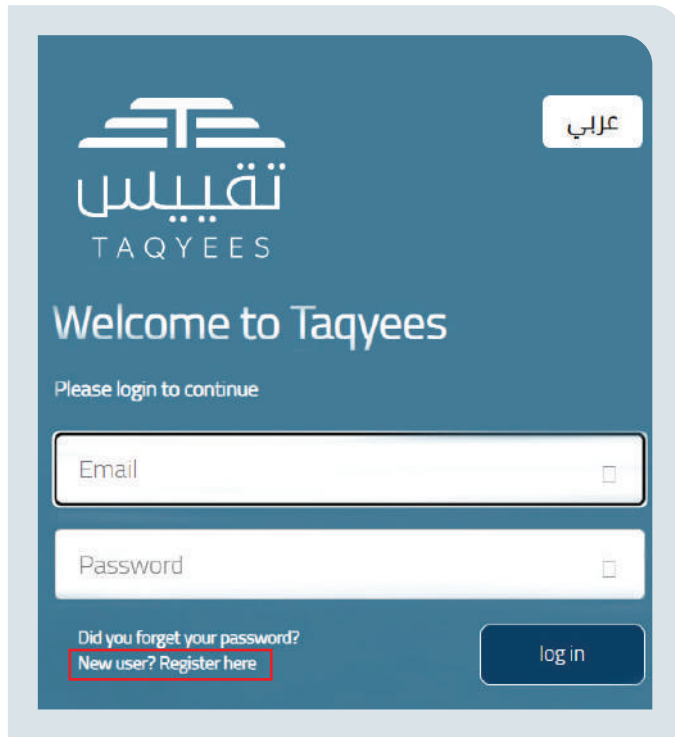 عربي
تقييس
TAQYEES
Welcome to Taqyees
Please login to continue
Email
Password
Did you forget your password?
New user? Register here
log in